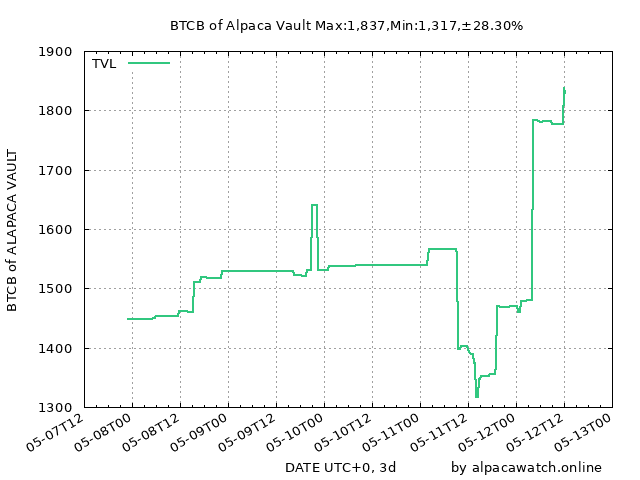 BTCB of Alpaca Vault Max:1,837,Min:1,317,±28.30%
TVL
BTCB of ALAPACA VAULT
1900
1800
1700
1600
1500
1400
1300
05-07T12
05-08T00
05-08T12
05-09T00
05-09T12
05-10T00
05-10T12
05-11T00
05-11T12
05-12T00
05-12T12
05-13T00
DATE UTC+0, 3d
by alpacawatch.online